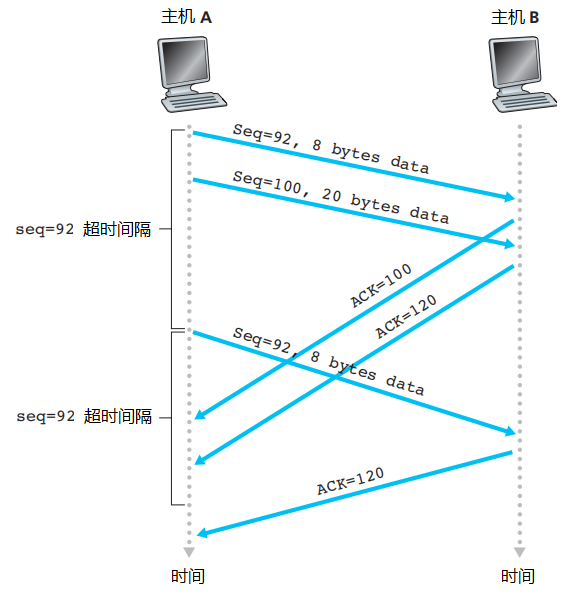 主机 A
主机 B
Seq=92, 8 bytes data
Seq=100, 20 bytes data
seq=92 超时间隔
ACK=100
ACK=120
Seq=92, 8 bytes data
seq=92 超时间隔
ACK=120
时间
时间